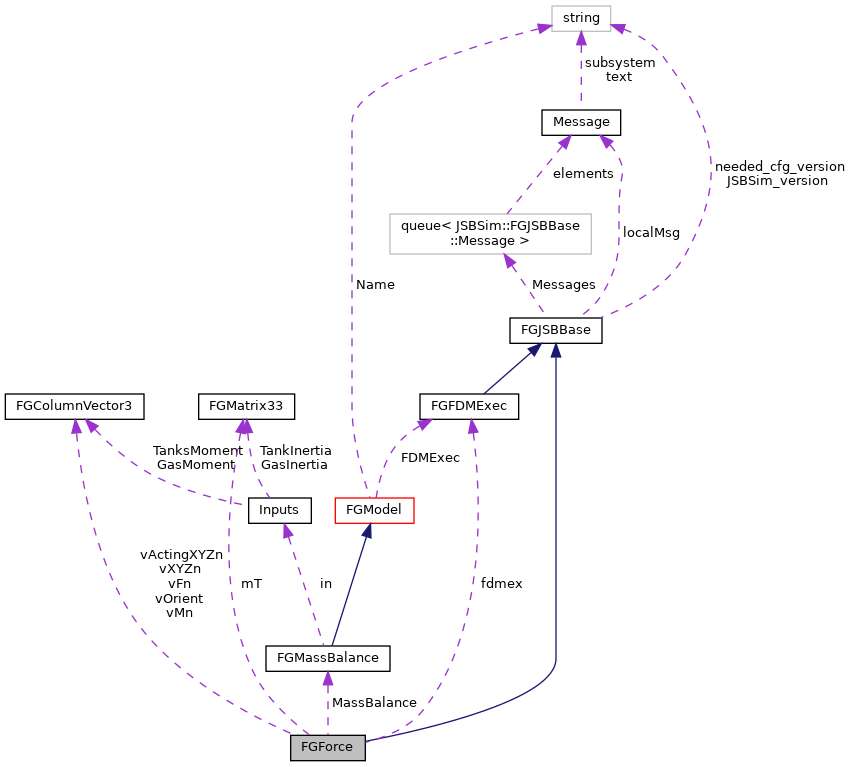 string
subsystem
text
Message
needed_cfg_version
JSBSim_version
elements
queue< JSBSim::FGJSBBase
::Message >
localMsg
Name
Messages
FGJSBBase
FGColumnVector3
FGMatrix33
FGFDMExec
TanksMoment
GasMoment
TankInertia
GasInertia
FDMExec
Inputs
FGModel
vActingXYZn
vXYZn
vFn
vOrient
vMn
mT
in
fdmex
FGMassBalance
MassBalance
FGForce